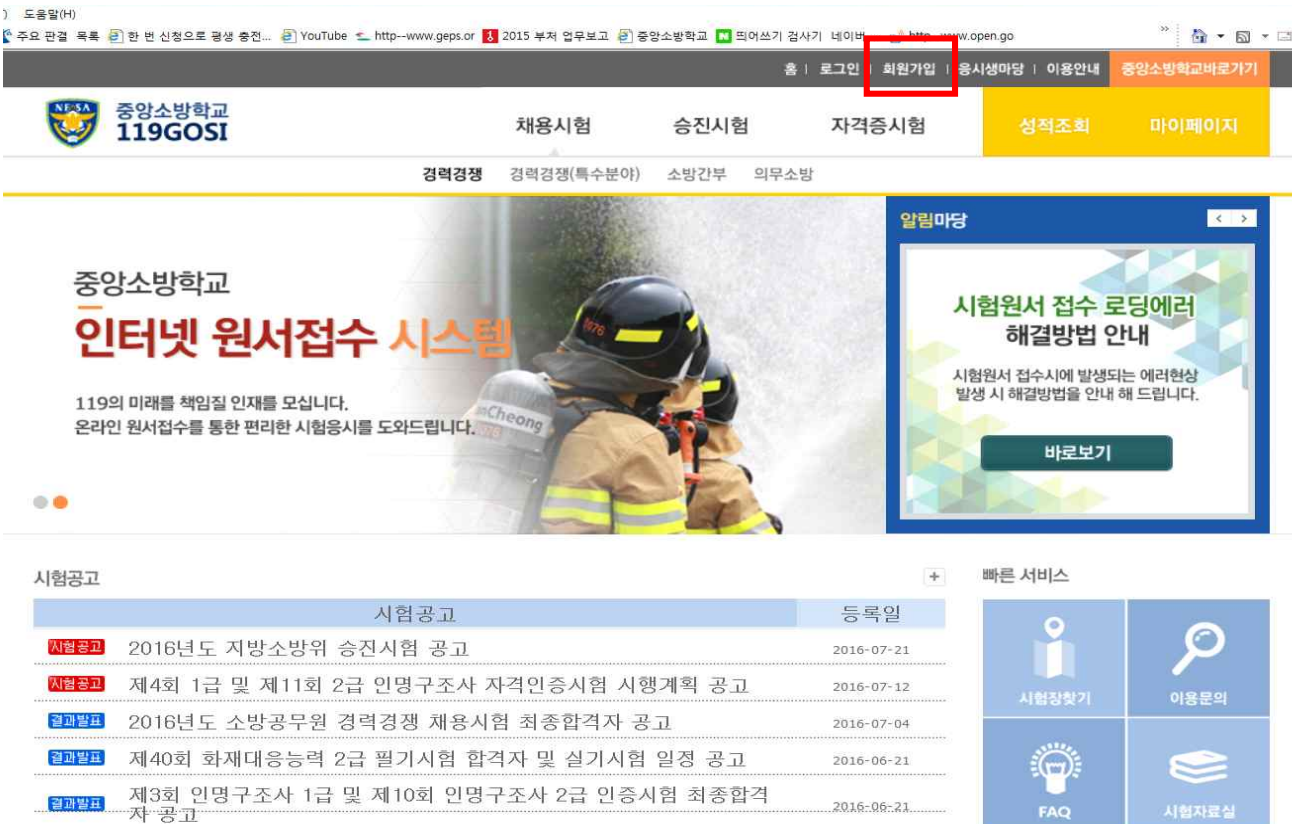 ) 도움말(H)
주요 판결 목록 한 번 신청으로 평생 충전... YouTube http--www.geps.or 2015 부처 업무보고 중앙소방학교 띄어쓰기 검사기 네이버 www.open.go
홈 | 로그인 | 회원가입 | 응시생마당 | 이용안내 중앙소방학교바로가기
NFSA
중앙소방학교
119GOSI
채용시험 승진시험 자격증시험 성적조회 마이페이지
경력경쟁 경력경쟁(특수분야) 소방간부 의무소방
알림마당
중앙소방학교
인터넷 원서접수 시스템
119의 미래를 책임질 인재를 모십니다.
온라인 원서접수를 통한 편리한 시험응시를 도와드립니다.
Cheong
시험원서 접수 로딩에러
해결방법 안내
시험원서 접수시에 발생되는 에러현상
발생 시 해결방법을 안내 해 드립니다.
바로보기
시험공고 +
시험공고 등록일
시험공고 2016년도 지방소방위 승진시험 공고 2016-07-21
시험공고 제4회 1급 및 제11회 2급 인명구조사 자격인증시험 시행계획 공고 2016-07-12
결과발표 2016년도 소방공무원 경력경쟁 채용시험 최종합격자 공고 2016-07-04
결과발표 제40회 화재대응능력 2급 필기시험 합격자 및 실기시험 일정 공고 2016-06-21
결과발표 제3회 인명구조사 1급 및 제10회 인명구조사 2급 인증시험 최종합격
자 공고 2016-06-21
빠른 서비스
시험장찾기 이용문의
FAQ 시험자료실